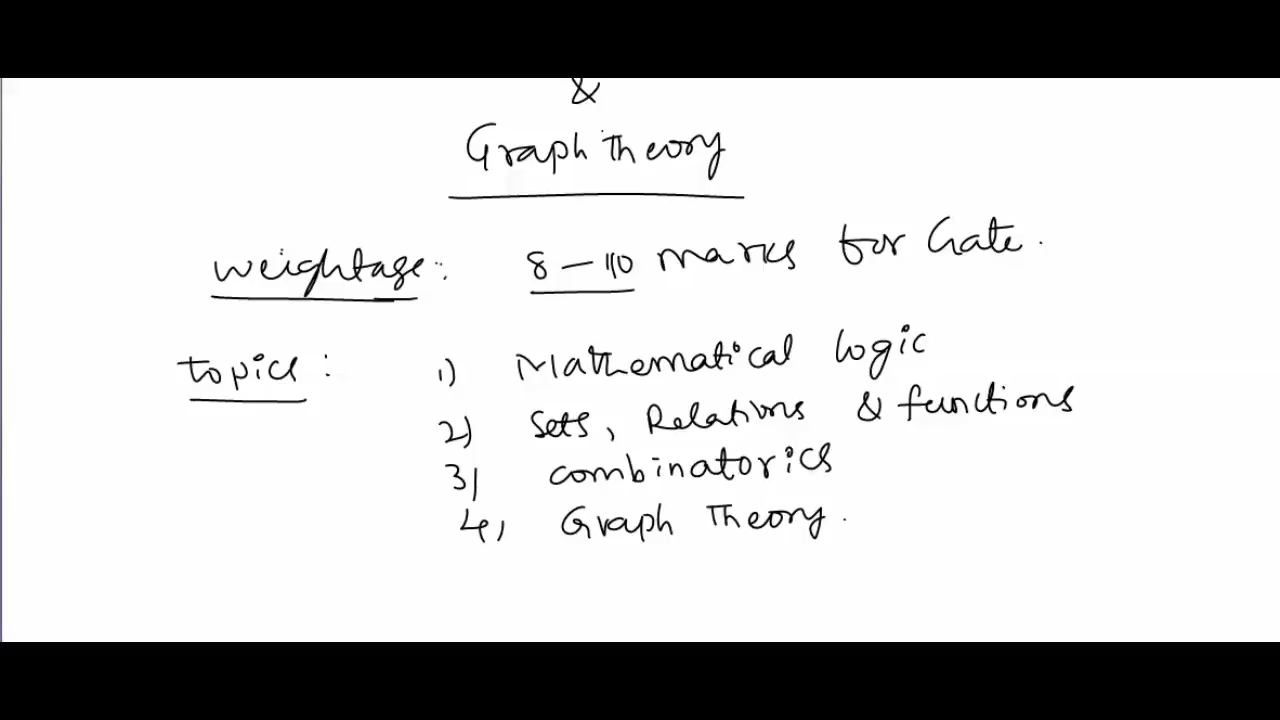 &
Graph Theory
Weightage: 8-10 marks for Gate.
topics: 1) Mathematical logic
2) Sets, Relations & functions
3) combinatorics
4, Graph Theory.